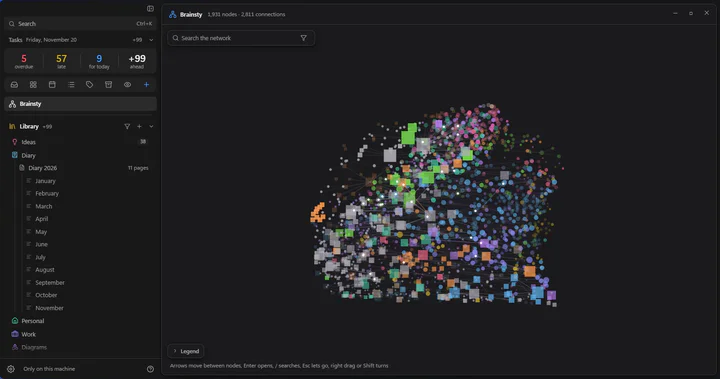 Search Ctrl+K
Tasks Friday, November 20 +99
5 57 9 +99
overdue late for today ahead
Brainsty
Library +99
Ideas 38
Diary
Diary 2026 11 pages
January
February
March
April
May
June
July
August
September
October
November
Personal
Work
Diagrams
Only on this machine
Brainsty 1,931 nodes · 2,811 connections
Search the network
Legend
Arrows move between nodes, Enter opens, / searches, Esc lets go, right drag or Shift turns